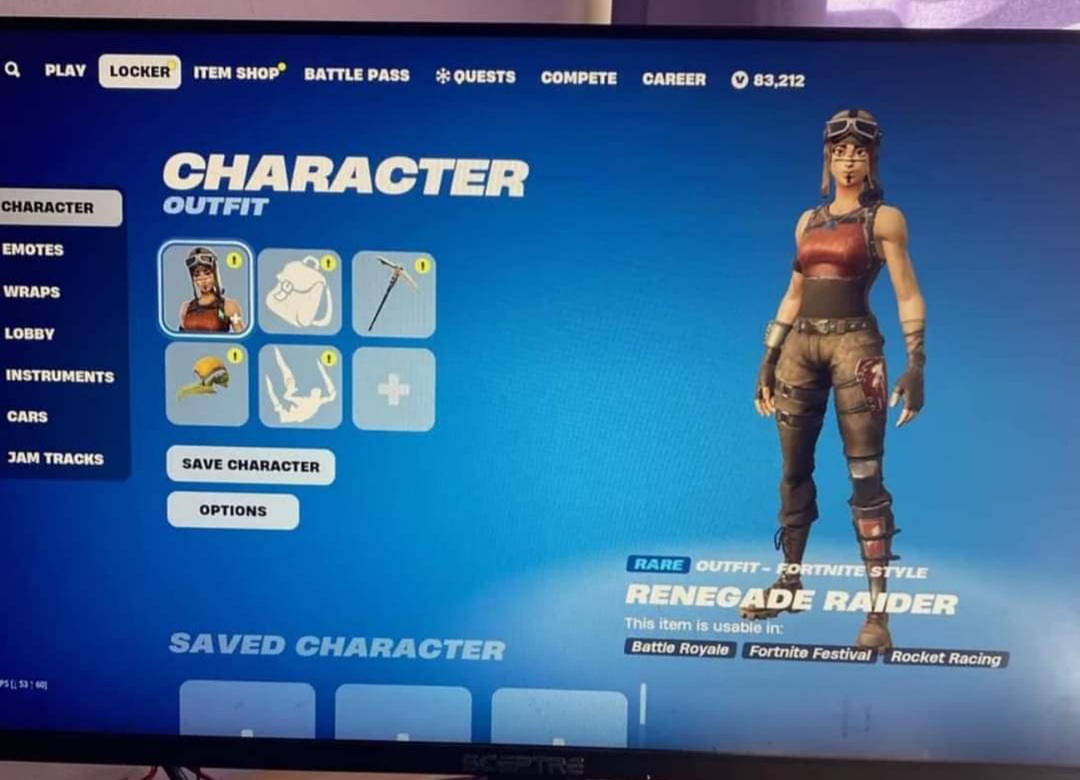 PLAY LOCKER ITEM SHOP BATTLE PASS QUESTS COMPETE CAREER 83,212
CHARACTER
OUTFIT
CHARACTER
EMOTES
WRAPS
LOBBY
INSTRUMENTS
CARS
JAM TRACKS
SAVE CHARACTER
OPTIONS
RARE OUTFIT - FORTNITE STYLE
RENEGADE RAIDER
This item is usable in:
Battle Royale Fortnite Festival Rocket Racing
SAVED CHARACTER
SCEPTRE